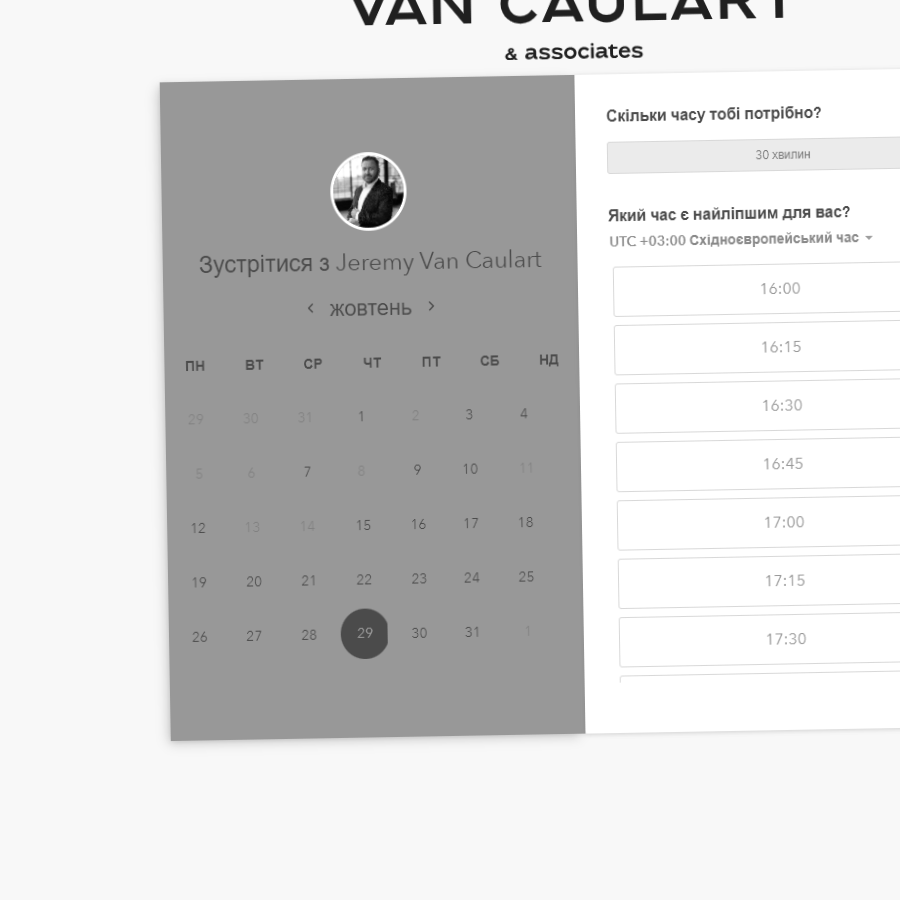 VAN CAULART
& associates
Зустрітися з Jeremy Van Caulart
жовтень
ПН ВТ СР ЧТ ПТ СБ НД
29 30 31 1 2 3 4
5 6 7 8 9 10 11
12 13 14 15 16 17 18
19 20 21 22 23 24 25
26 27 28 29 30 31 1
Скільки часу тобі потрібно?
30 хвилин
Який час є найліпшим для вас?
UTC +03:00 Східноєвропейський час
16:00
16:15
16:30
16:45
17:00
17:15
17:30